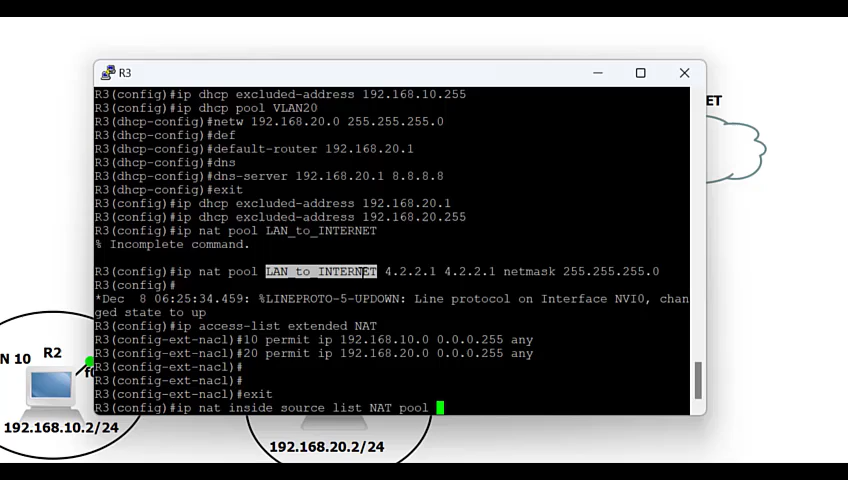 R3
R3(config)#ip dhcp excluded-address 192.168.10.255
R3(config)#ip dhcp pool VLAN20
R3(dhcp-config)#netw 192.168.20.0 255.255.255.0
R3(dhcp-config)#def
R3(dhcp-config)#default-router 192.168.20.1
R3(dhcp-config)#dns
R3(dhcp-config)#dns-server 192.168.20.1 8.8.8.8
R3(dhcp-config)#exit
R3(config)#ip dhcp excluded-address 192.168.20.1
R3(config)#ip dhcp excluded-address 192.168.20.255
R3(config)#ip nat pool LAN_to_INTERNET
% Incomplete command.
R3(config)#ip nat pool LAN_to_INTERNET 4.2.2.1 4.2.2.1 netmask 255.255.255.0
R3(config)#
*Dec  8 06:25:34.459: %LINEPROTO-5-UPDOWN: Line protocol on Interface NVI0, chan
ged state to up
R3(config)#ip access-list extended NAT
R3(config-ext-nacl)#10 permit ip 192.168.10.0 0.0.0.255 any
R3(config-ext-nacl)#20 permit ip 192.168.20.0 0.0.0.255 any
R3(config-ext-nacl)#
R3(config-ext-nacl)#
R3(config-ext-nacl)#exit
R3(config)#ip nat inside source list NAT pool
ET
N 10
R2
f0
192.168.10.2/24
192.168.20.2/24